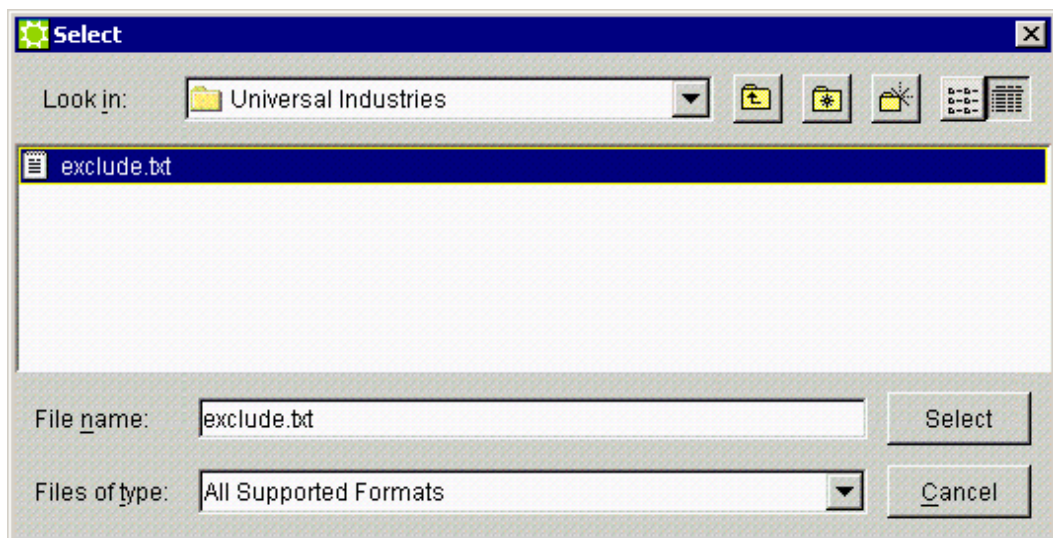 Select
Look in: Universal Industries
exclude.txt
File name: exclude.txt Select
Files of type: All Supported Formats Cancel